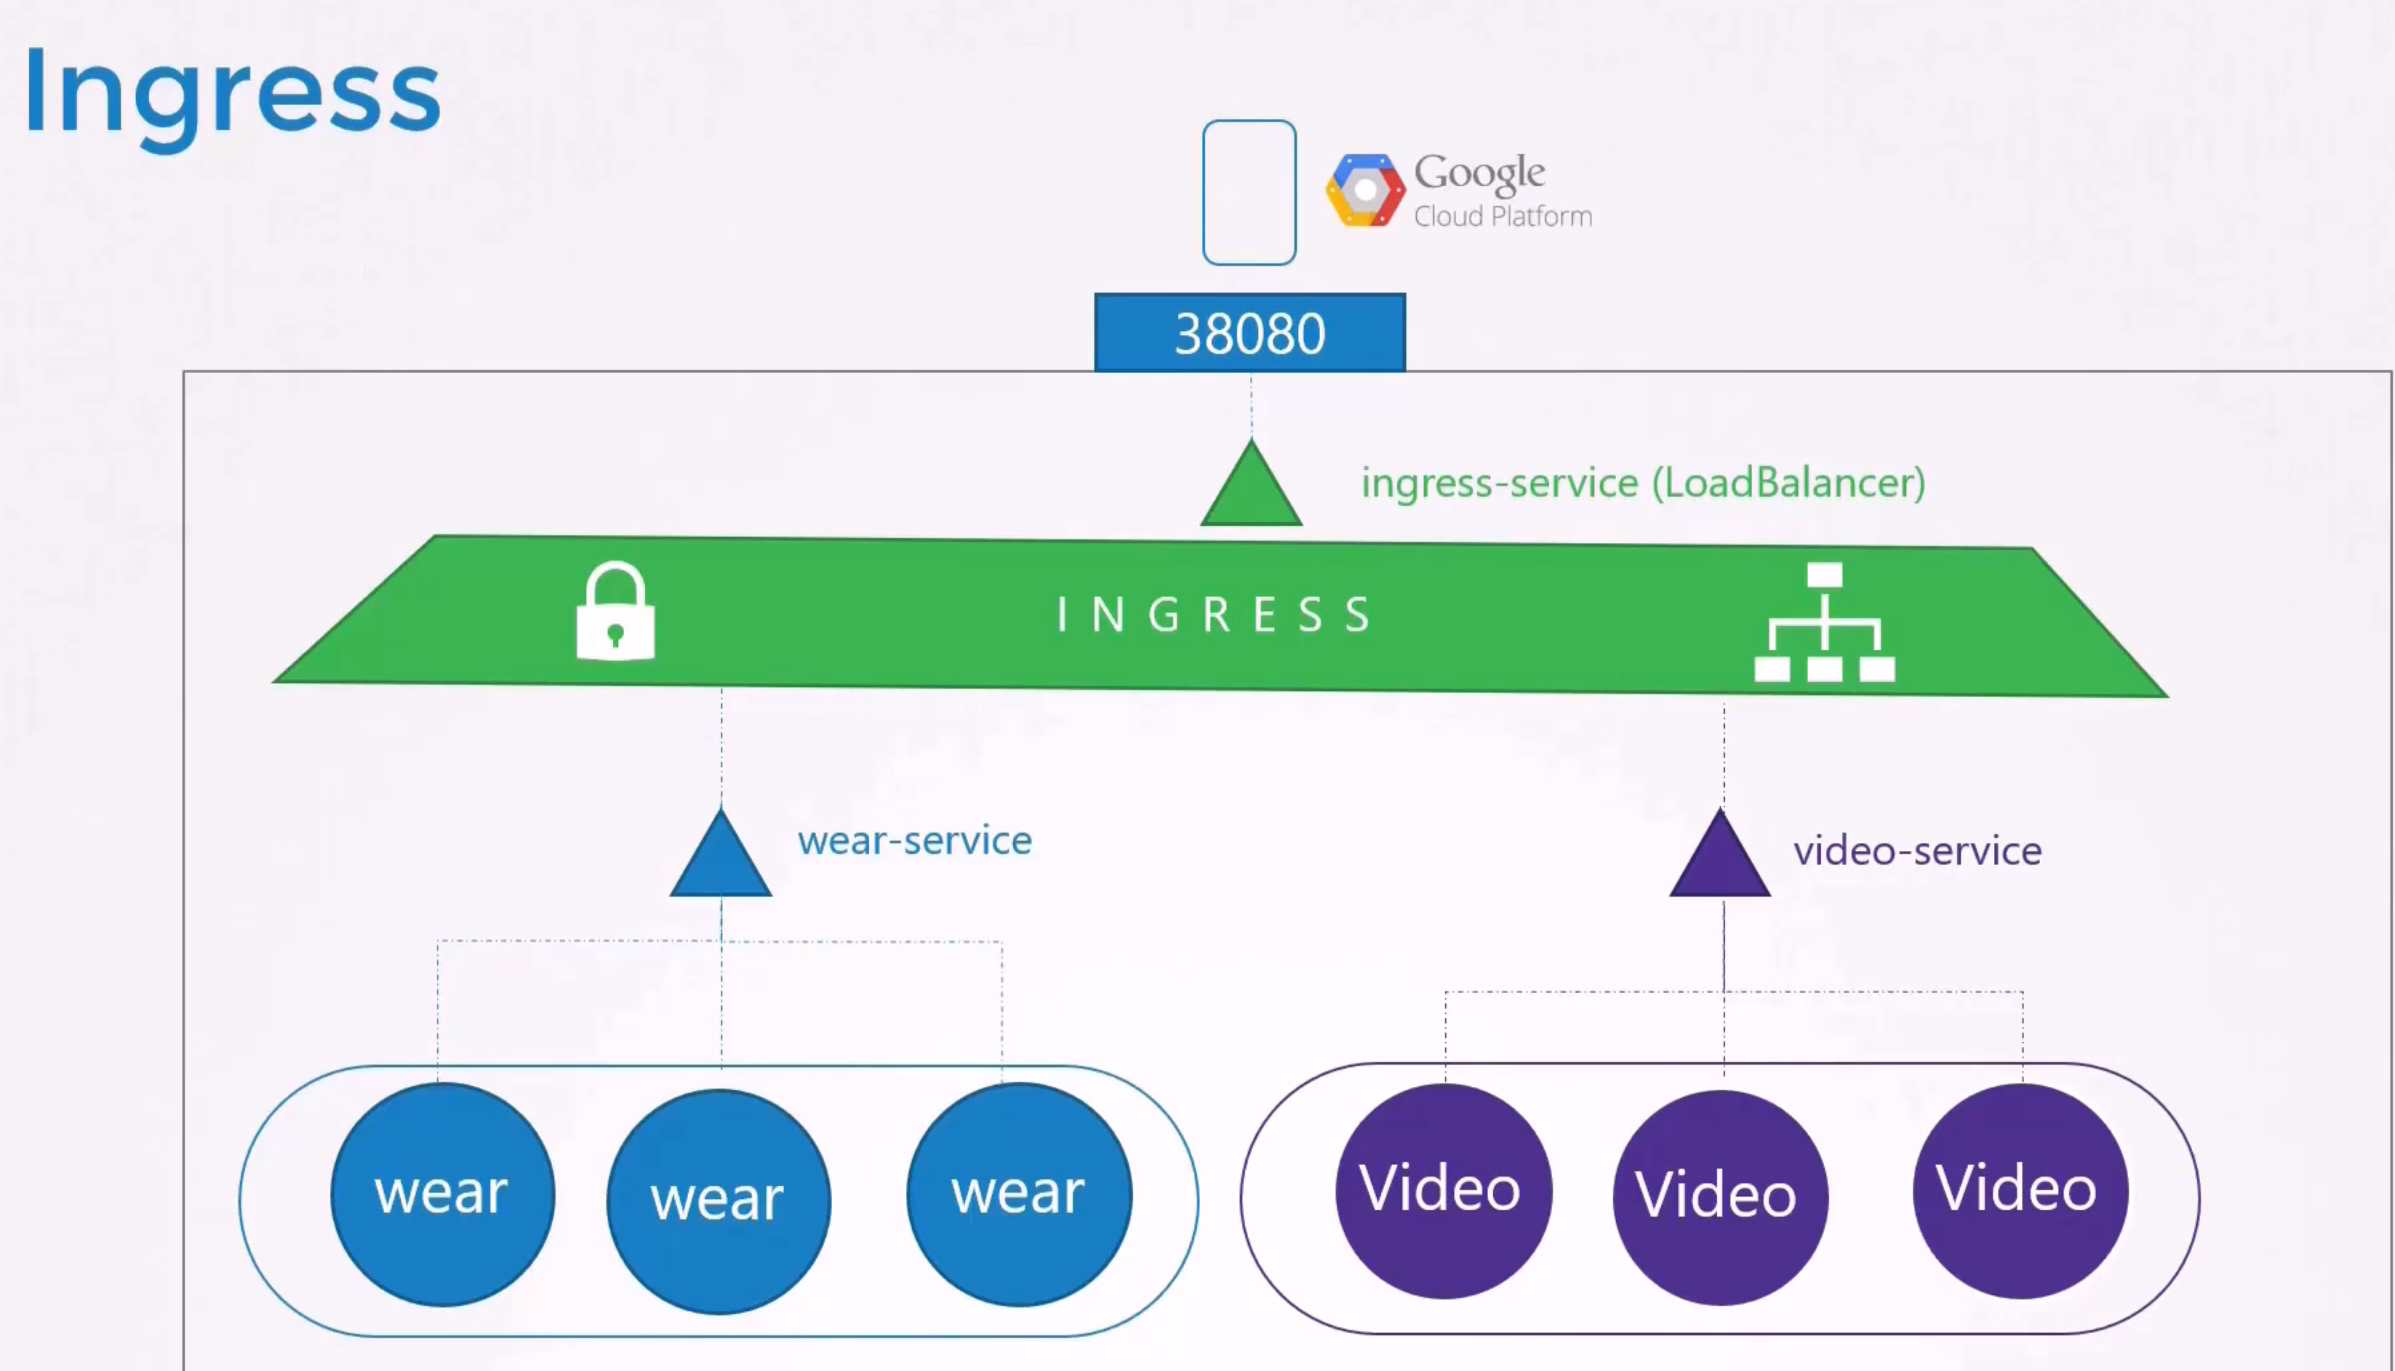 Ingress
Google
Cloud Platform
38080
ingress-service (LoadBalancer)
INGRESS
wear-service
video-service
wear
wear
wear
Video
Video
Video